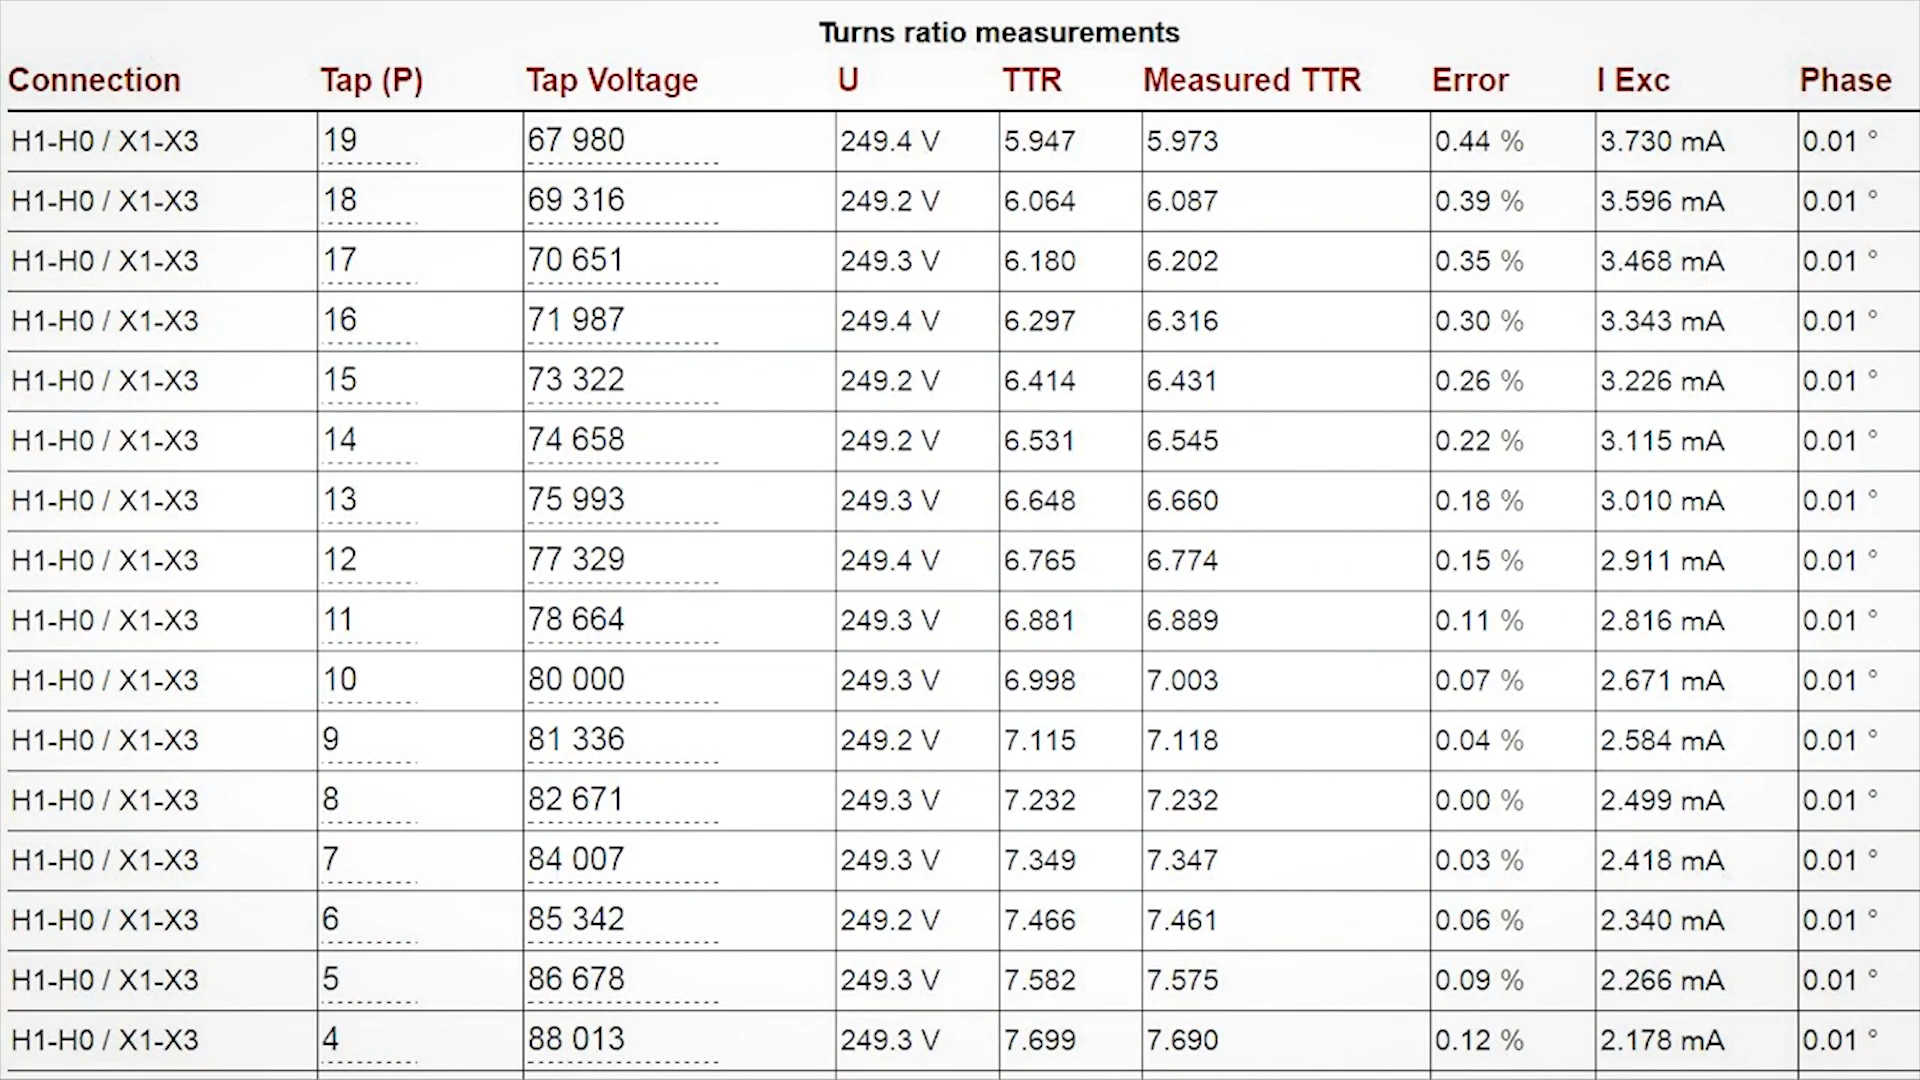 Turns ratio measurements
Connection Tap (P) Tap Voltage U TTR Measured TTR Error I Exc Phase
H1-H0 / X1-X3 19 67 980 249.4 V 5.947 5.973 0.44 % 3.730 mA 0.01 °
H1-H0 / X1-X3 18 69 316 249.2 V 6.064 6.087 0.39 % 3.596 mA 0.01 °
H1-H0 / X1-X3 17 70 651 249.3 V 6.180 6.202 0.35 % 3.468 mA 0.01 °
H1-H0 / X1-X3 16 71 987 249.4 V 6.297 6.316 0.30 % 3.343 mA 0.01 °
H1-H0 / X1-X3 15 73 322 249.2 V 6.414 6.431 0.26 % 3.226 mA 0.01 °
H1-H0 / X1-X3 14 74 658 249.2 V 6.531 6.545 0.22 % 3.115 mA 0.01 °
H1-H0 / X1-X3 13 75 993 249.3 V 6.648 6.660 0.18 % 3.010 mA 0.01 °
H1-H0 / X1-X3 12 77 329 249.4 V 6.765 6.774 0.15 % 2.911 mA 0.01 °
H1-H0 / X1-X3 11 78 664 249.3 V 6.881 6.889 0.11 % 2.816 mA 0.01 °
H1-H0 / X1-X3 10 80 000 249.3 V 6.998 7.003 0.07 % 2.671 mA 0.01 °
H1-H0 / X1-X3 9 81 336 249.2 V 7.115 7.118 0.04 % 2.584 mA 0.01 °
H1-H0 / X1-X3 8 82 671 249.3 V 7.232 7.232 0.00 % 2.499 mA 0.01 °
H1-H0 / X1-X3 7 84 007 249.3 V 7.349 7.347 0.03 % 2.418 mA 0.01 °
H1-H0 / X1-X3 6 85 342 249.2 V 7.466 7.461 0.06 % 2.340 mA 0.01 °
H1-H0 / X1-X3 5 86 678 249.3 V 7.582 7.575 0.09 % 2.266 mA 0.01 °
H1-H0 / X1-X3 4 88 013 249.3 V 7.699 7.690 0.12 % 2.178 mA 0.01 °